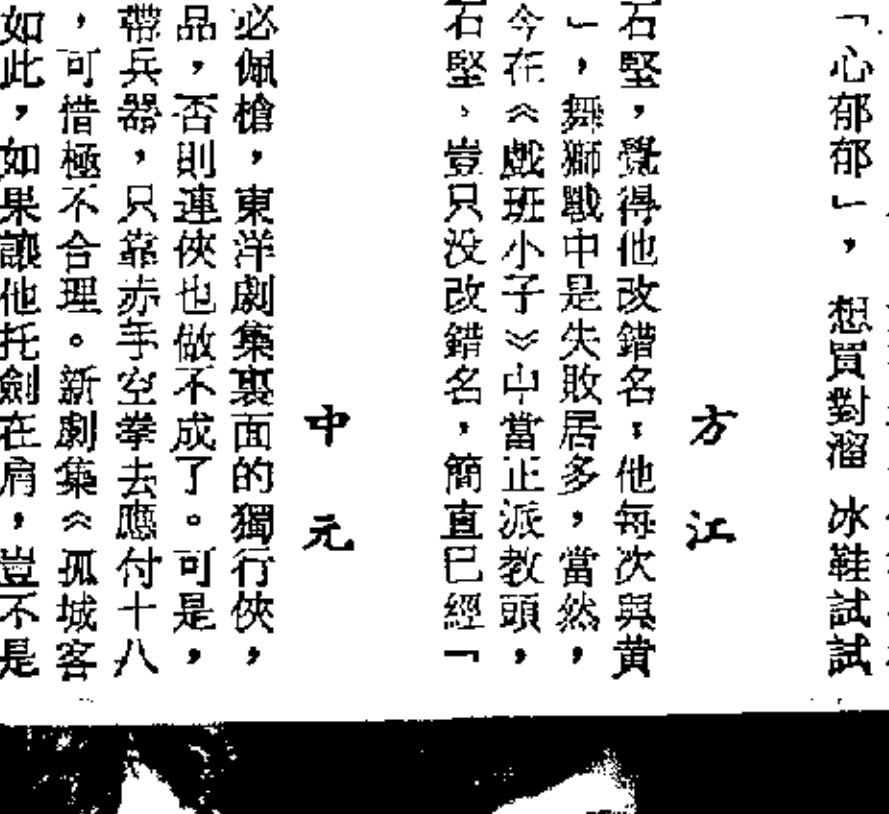 「心郁郁」，想買對溜冰鞋試試
方江
石堅，覺得他改錯名，他每次與黃
」，舞獅戰中是失敗居多，當然，
今在《戲班小子》中當正派教頭，
石堅、豈只没改錯名，簡直已經「
中元
必佩槍，東洋劇集裏面的獨行俠，
品，否則連俠也做不成了。可是，
帶兵器，只靠赤手空拳去應付十八
，可惜極不合理。新劇集《孤城客
如此，如果讓他托劍在肩，豈不是